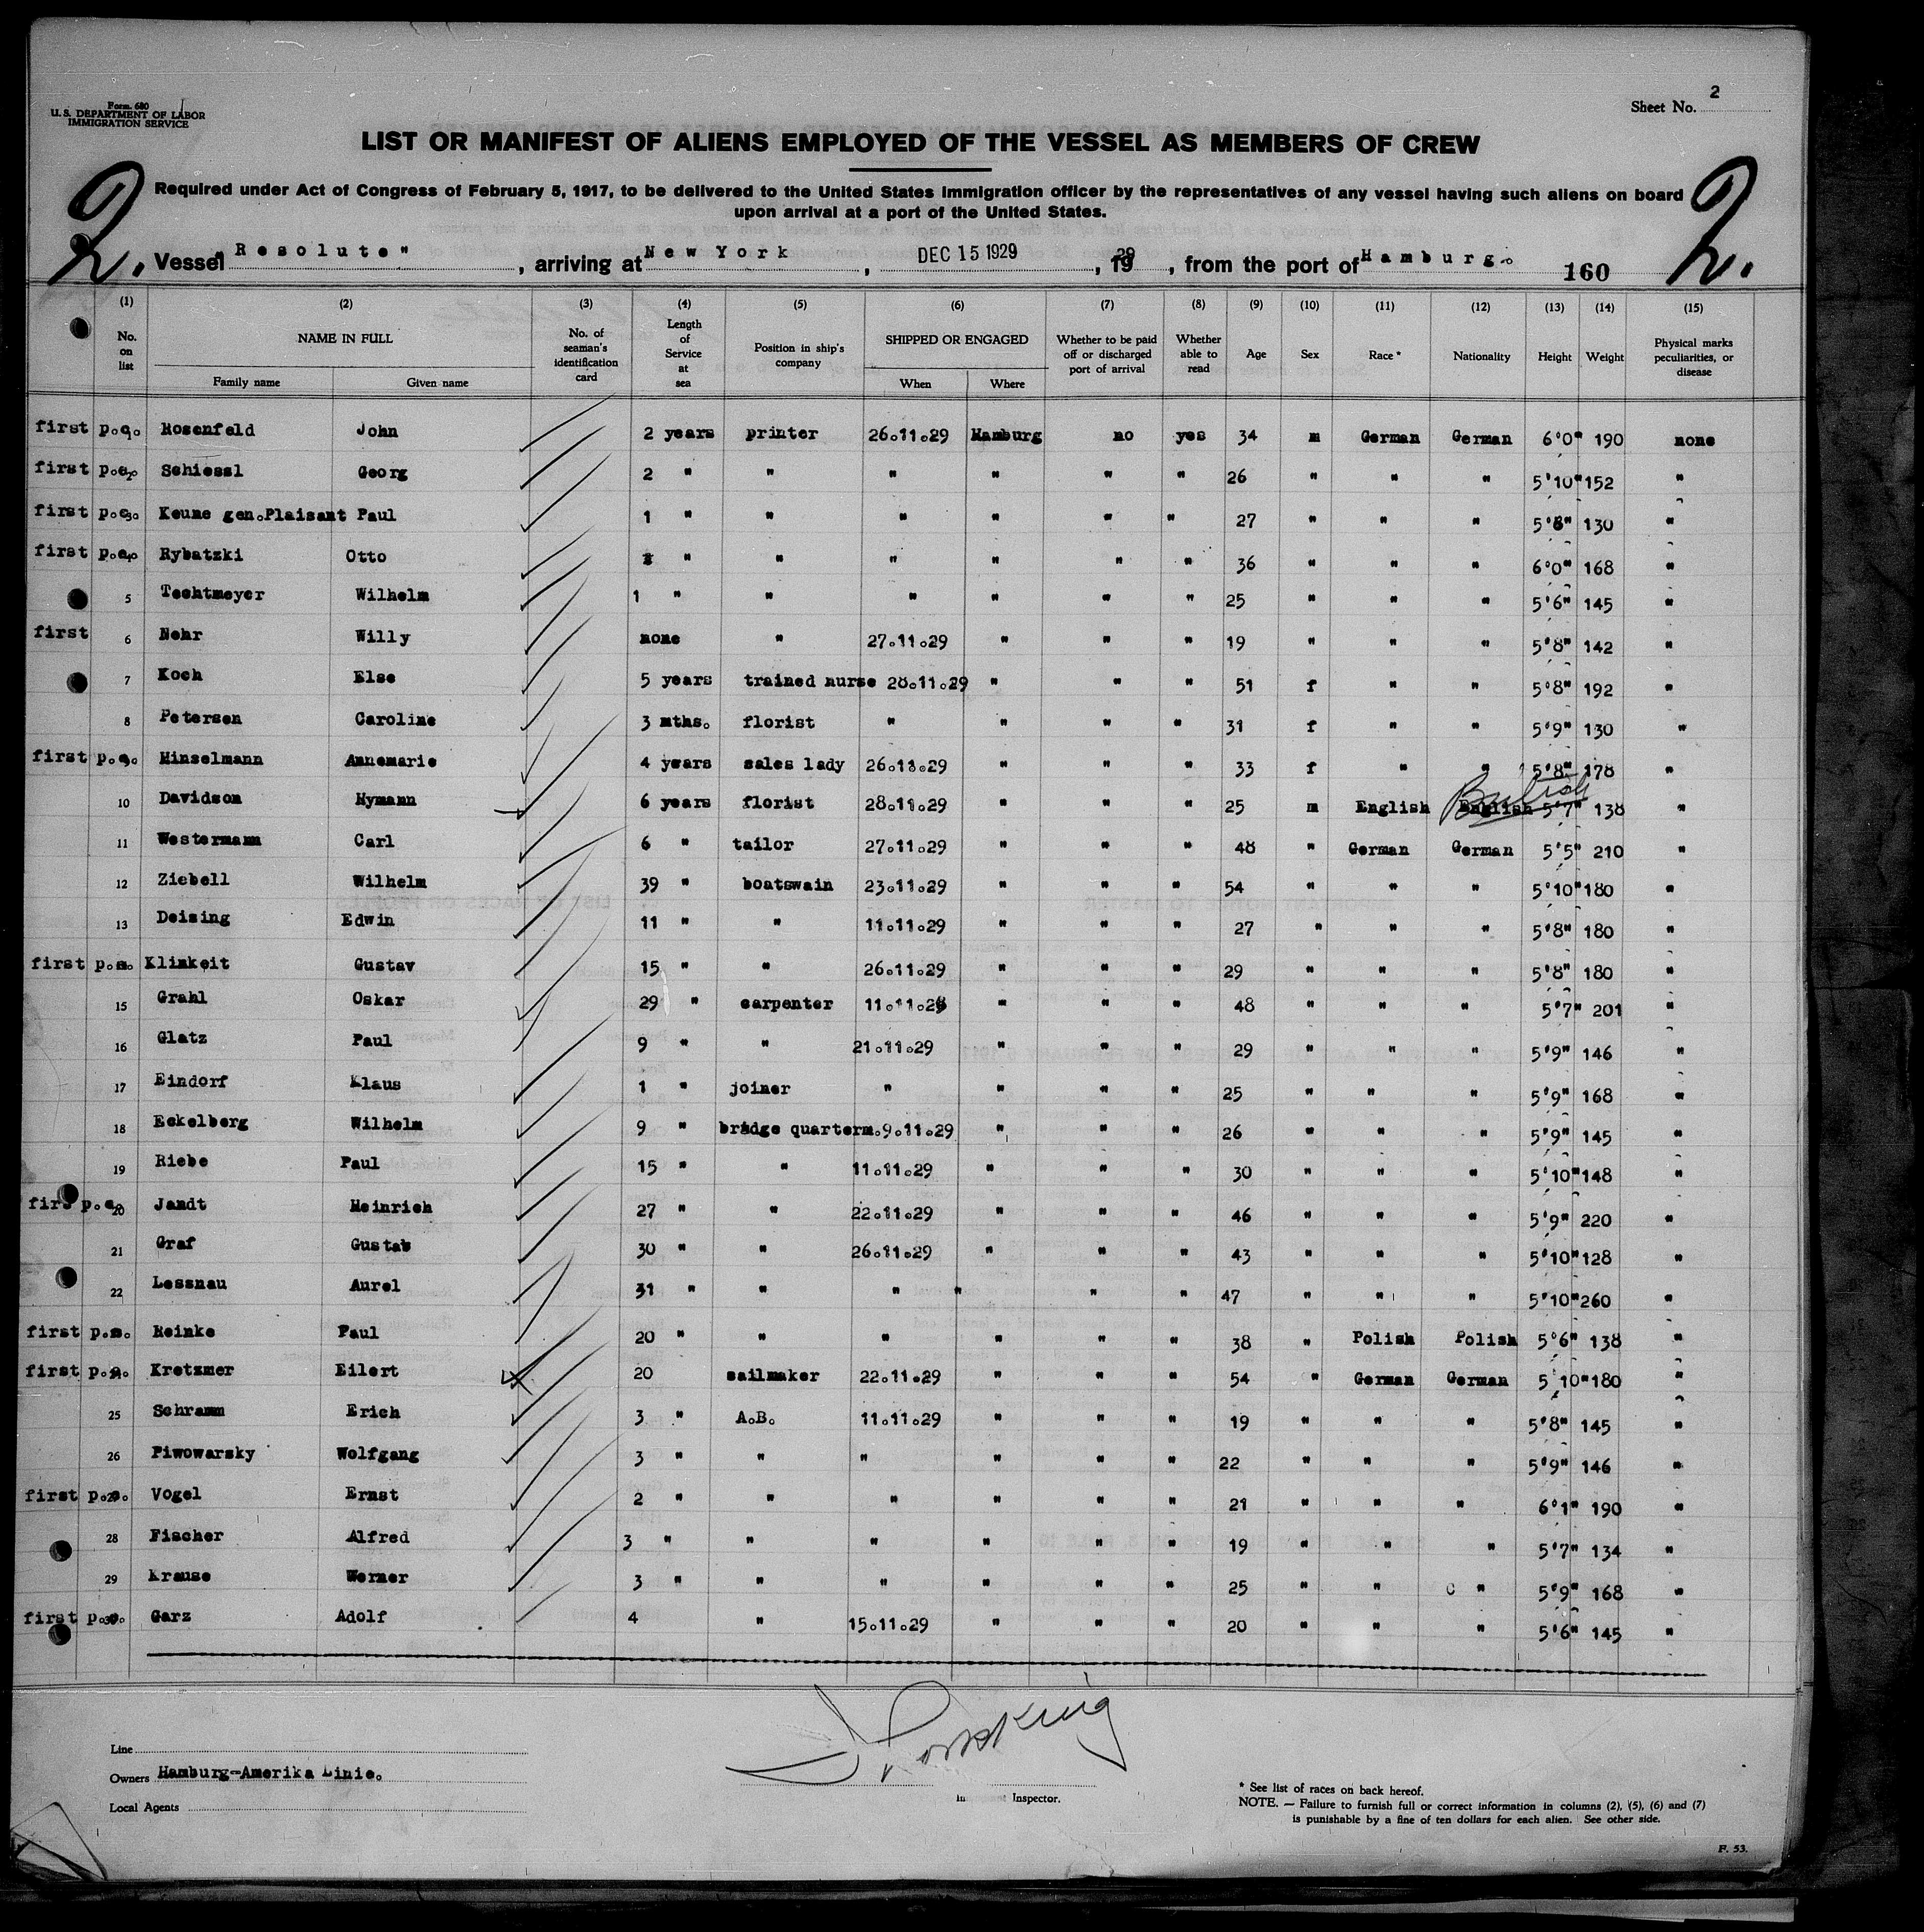 Form 680
U. S. DEPARTMENT OF LABOR
IMMIGRATION SERVICE
Sheet No. 2
LIST OR MANIFEST OF ALIENS EMPLOYED OF THE VESSEL AS MEMBERS OF CREW
Required under Act of Congress of February 5, 1917, to be delivered to the United States Immigration officer by the representatives of any vessel having such aliens on board
upon arrival at a port of the United States.
2. Vessel "Resolute", arriving at New York, DEC 15 1929, 1929, from the port of Hamburg. 160 2.
(1) (2) (3) (4) (5) (6) (7) (8) (9) (10) (11) (12) (13) (14) (15)
No. on list NAME IN FULL Family name Given name No. of seaman's identification card Length of Service at sea Position in ship's company SHIPPED OR ENGAGED When Where Whether to be paid off or discharged port of arrival Whether able to read Age Sex Race * Nationality Height Weight Physical marks peculiarities, or disease
first p.c. Rosenfeld John 2 years printer 26.11.29 Hamburg no yes 34 m German German 6'0" 190 none
first p.c. Schiessl Georg 2 " " " " " " 26 " " " 5'10" 152 "
first p.c. Keune gen.Plaisant Paul 1 " " " " " " 27 " " " 5'8" 130 "
first p.c. Rybatzki Otto " " " " " " 36 " " " 6'0" 168 "
5 Techtmeyer Wilhelm 1 " " " " " " 25 " " " 5'6" 145 "
first 6 Nehr Willy none " 27.11.29 " " " 19 " " " 5'8" 142 "
7 Koch Else 5 years trained nurse 28.11.29 " " " 51 f " " 5'8" 192 "
8 Petersen Caroline 3 mths. florist " " " " 31 f " " 5'9" 130 "
first p.c. Hinselmann Annemarie 4 years sales lady 26.11.29 " " " 33 f " " 5'8" 178 "
10 Davidson Hymann 6 years florist 28.11.29 " " " 25 m English English British 5'7" 138 "
11 Westermann Carl 6 " tailor 27.11.29 " " " 48 " German German 5'5" 210 "
12 Ziebell Wilhelm 39 " boatswain 23.11.29 " " " 54 " " " 5'10" 180 "
13 Deising Edwin 11 " " 11.11.29 " " " 27 " " " 5'8" 180 "
first p.c. Klinkeit Gustav 15 " " 26.11.29 " " " 29 " " " 5'8" 180 "
15 Grahl Oskar 29 " carpenter 11.11.29 " " " 48 " " " 5'7" 201 "
16 Glatz Paul 9 " " 21.11.29 " " " 29 " " " 5'9" 146 "
17 Eindorf Klaus 1 " joiner " " " " 25 " " " 5'9" 168 "
18 Eckelberg Wilhelm 9 " bridge quarterm. 9.11.29 " " " 26 " " " 5'9" 145 "
19 Riebe Paul 15 " " 11.11.29 " " " 30 " " " 5'10" 148 "
p.c. 20 Jandt Heinrich 27 " " 22.11.29 " " " 46 " " " 5'9" 220 "
21 Graf Gustab 30 " " 26.11.29 " " " 43 " " " 5'10" 128 "
22 Lessnau Aurel 31 " " " " " " 47 " " " 5'10" 260 "
first p.c. Reinke Paul 20 " " " " " " 38 " Polish Polish 5'6" 138 "
first p.c. Kretzmer Eilert 20 sailmaker 22.11.29 " " " 54 " German German 5'10" 180 "
25 Schramm Erich 3 " A.B. 11.11.29 " " " 19 " " " 5'8" 145 "
26 Piwowarsky Wolfgang 3 " " " " " " 22 " " " 5'9" 146 "
first p.c. Vogel Ernst 2 " " " " " " 21 " " " 6'1" 190 "
28 Fischer Alfred 3 " " " " " " 19 " " " 5'7" 134 "
29 Krause Werner 3 " " " " " " 25 " " " 5'9" 168 "
first p.c. Garz Adolf 4 " 15.11.29 " " " 20 " " " 5'6" 145 "
Line
Owners Hamburg-Amerika Linie.
Local Agents
Inspector.
* See list of races on back hereof.
NOTE. — Failure to furnish full or correct information in columns (2), (5), (6) and (7)
is punishable by a fine of ten dollars for each alien. See other side.
F. 53.